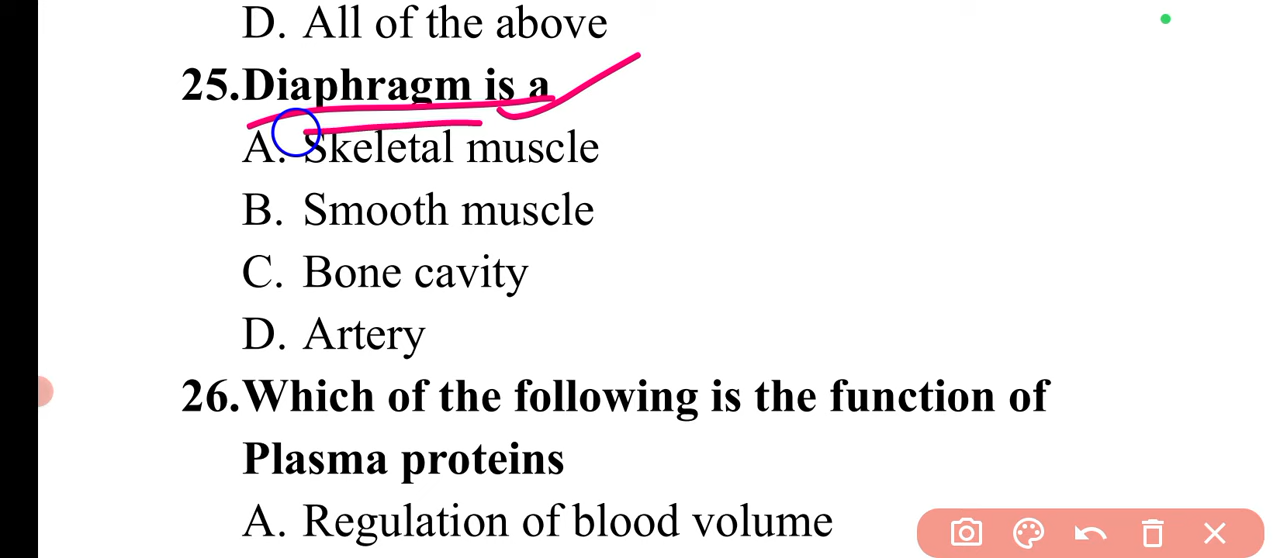 D. All of the above
25.Diaphragm is a
A. Skeletal muscle
B. Smooth muscle
C. Bone cavity
D. Artery
26.Which of the following is the function of
Plasma proteins
A. Regulation of blood volume